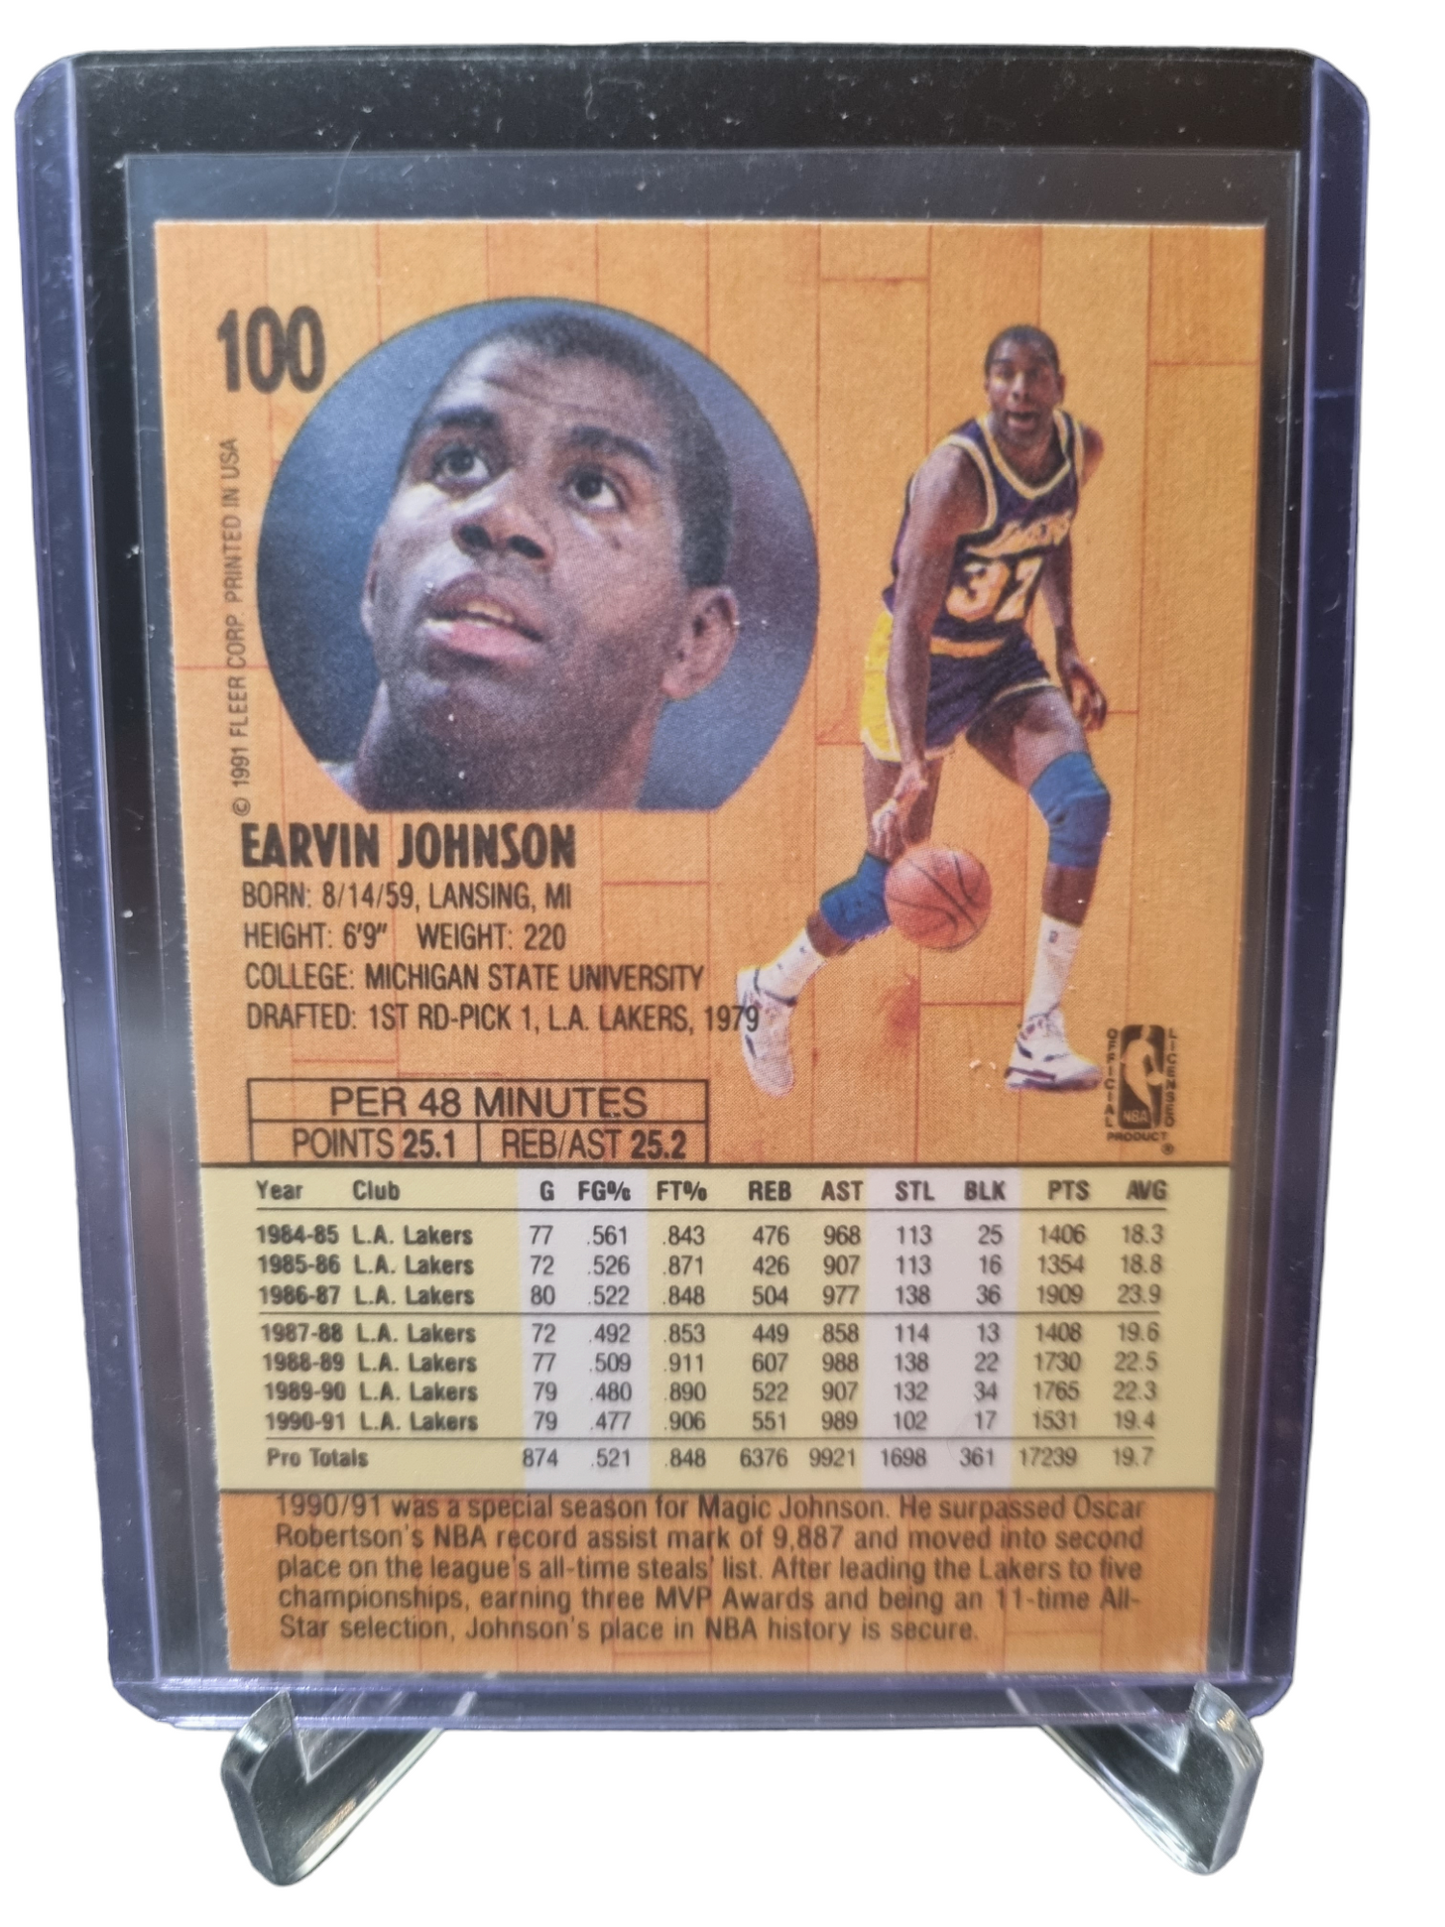 100
© 1991 FLEER CORP. PRINTED IN USA
LAKERS
32
EARVIN JOHNSON
BORN: 8/14/59, LANSING, MI
HEIGHT: 6'9" WEIGHT: 220
COLLEGE: MICHIGAN STATE UNIVERSITY
DRAFTED: 1ST RD-PICK 1, L.A. LAKERS, 1979
OFFICIAL LICENSED
NBA
PRODUCT
®
PER 48 MINUTES
POINTS 25.1 REB/AST 25.2
Year Club G FG% FT% REB AST STL BLK PTS AVG
1984-85 L.A. Lakers 77 .561 .843 476 968 113 25 1406 18.3
1985-86 L.A. Lakers 72 .526 .871 426 907 113 16 1354 18.8
1986-87 L.A. Lakers 80 .522 .848 504 977 138 36 1909 23.9
1987-88 L.A. Lakers 72 .492 .853 449 858 114 13 1408 19.6
1988-89 L.A. Lakers 77 .509 .911 607 988 138 22 1730 22.5
1989-90 L.A. Lakers 79 .480 .890 522 907 132 34 1765 22.3
1990-91 L.A. Lakers 79 .477 .906 551 989 102 17 1531 19.4
Pro Totals 874 .521 .848 6376 9921 1698 361 17239 19.7
1990/91 was a special season for Magic Johnson. He surpassed Oscar
Robertson's NBA record assist mark of 9,887 and moved into second
place on the league's all-time steals' list. After leading the Lakers to five
championships, earning three MVP Awards and being an 11-time All-
Star selection, Johnson's place in NBA history is secure.